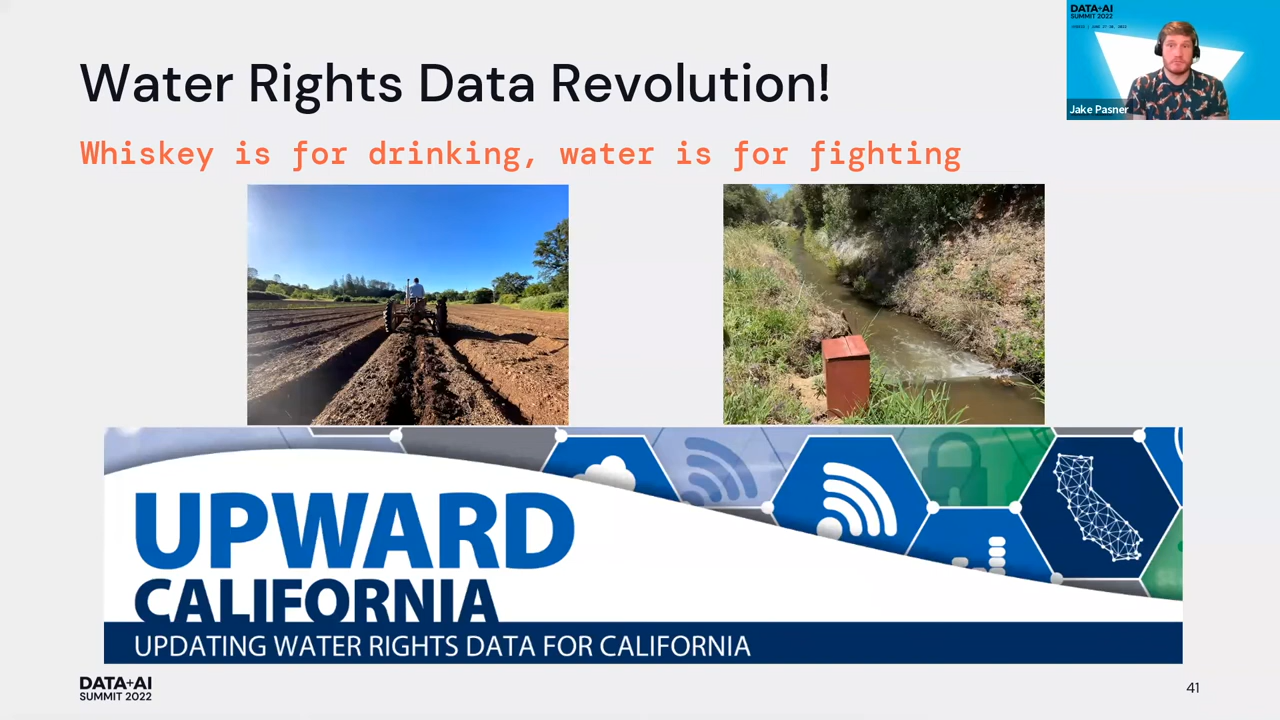 Water Rights Data Revolution!
Whiskey is for drinking, water is for fighting
DATA+AI
SUMMIT 2022
Jake Pasner
UPWARD
CALIFORNIA
UPDATING WATER RIGHTS DATA FOR CALIFORNIA
DATA+AI
SUMMIT 2022
41